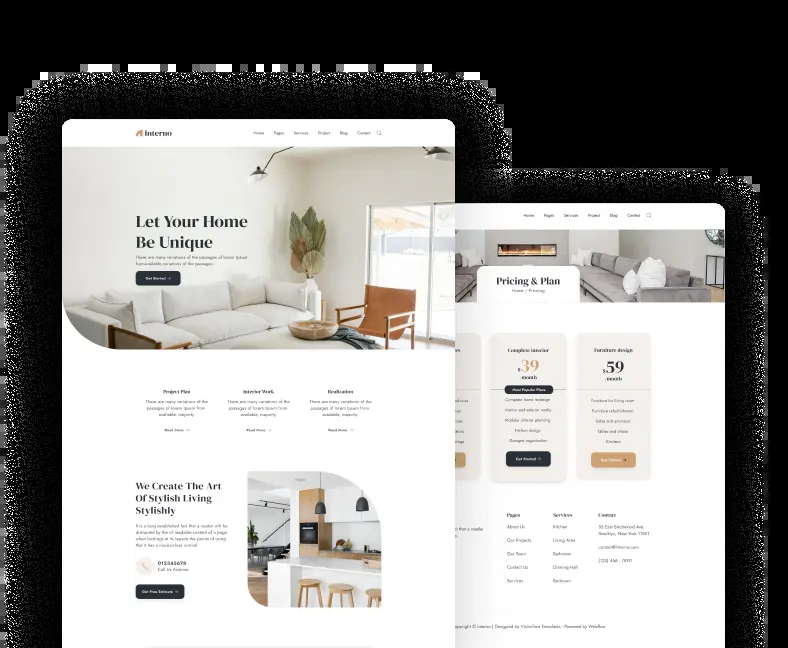 Interno
Home Pages Services Project Blog Contact
Let Your Home
Be Unique
There are many variations of the passages of lorem Ipsum
from available, variations of the passages.
Get Started
Project Plan
There are many variations of the
passages of lorem Ipsum from
available, majority.
Read More
Interior Work
There are many variations of the
passages of lorem Ipsum from
available, majority.
Read More
Realization
There are many variations of the
passages of lorem Ipsum from
available, majority.
Read More
We Create The Art
Of Stylish Living
Stylishly
It is a long established fact that a reader will be
distracted by the of readable content of a page
when lookings at its layouts the points of using
that it has a more-or-less normal.
012345678
Call Us Anytime
Get Free Estimate
Home Pages Services Project Blog Contact
Pricing & Plan
Home / Pricing
Complete interior
$39
/month
Most Popular Plans
Complete home redesign
Interior and exterior works
Modular interior planning
Kitchen design
Garages organization
Get Started
Furniture design
$59
/month
Furniture for living room
Furniture refurbishment
Sofas and armchairs
Tables and chairs
Kitchens
Get Started
Pages
About Us
Our Projects
Our Team
Contact Us
Services
Services
Kitchen
Living Area
Bathroom
Dinning Hall
Bedroom
Contact
55 East Birchwood Ave.
Brooklyn, New York 11201
contact@interno.com
(123) 456 - 7890
Interno | Designed by Victorflow Templates - Powered by Webflow